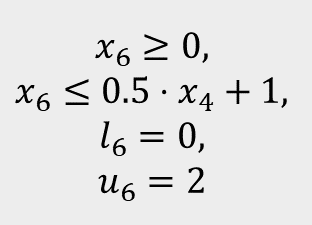 x₆ ≥ 0,
x₆ ≤ 0.5 · x₄ + 1,
l₆ = 0,
u₆ = 2